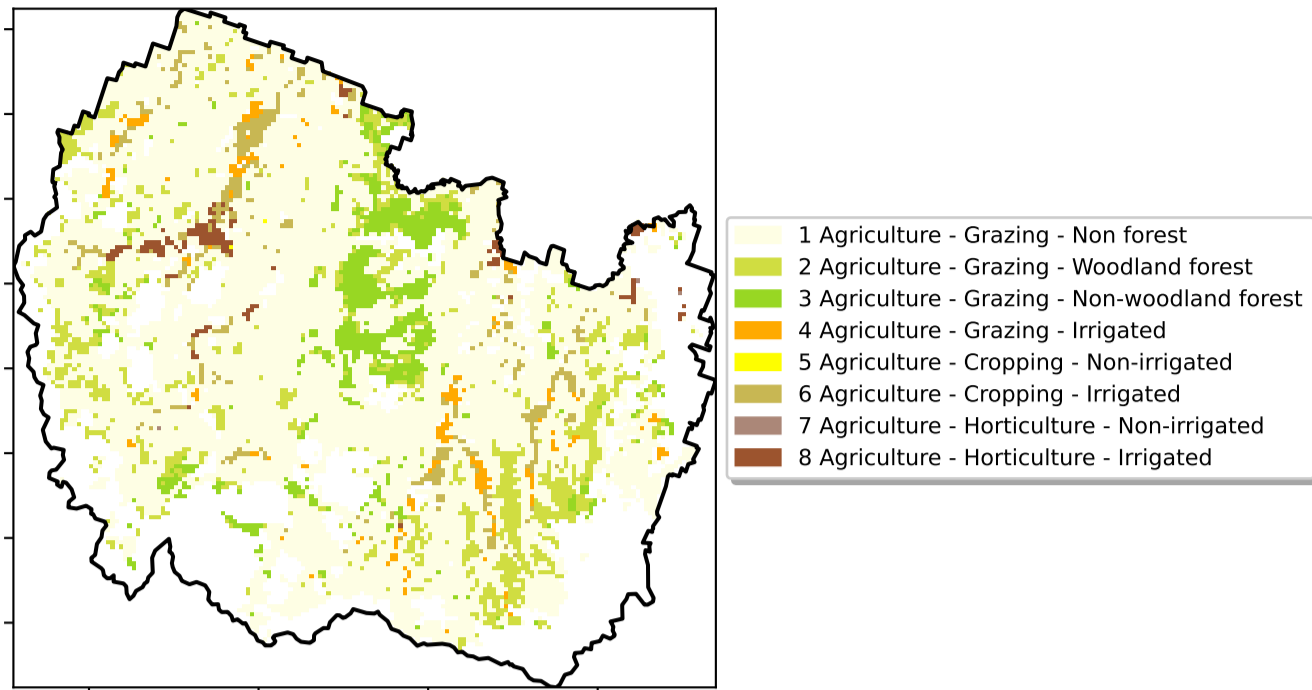 1 Agriculture - Grazing - Non forest
2 Agriculture - Grazing - Woodland forest
3 Agriculture - Grazing - Non-woodland forest
4 Agriculture - Grazing - Irrigated
5 Agriculture - Cropping - Non-irrigated
6 Agriculture - Cropping - Irrigated
7 Agriculture - Horticulture - Non-irrigated
8 Agriculture - Horticulture - Irrigated